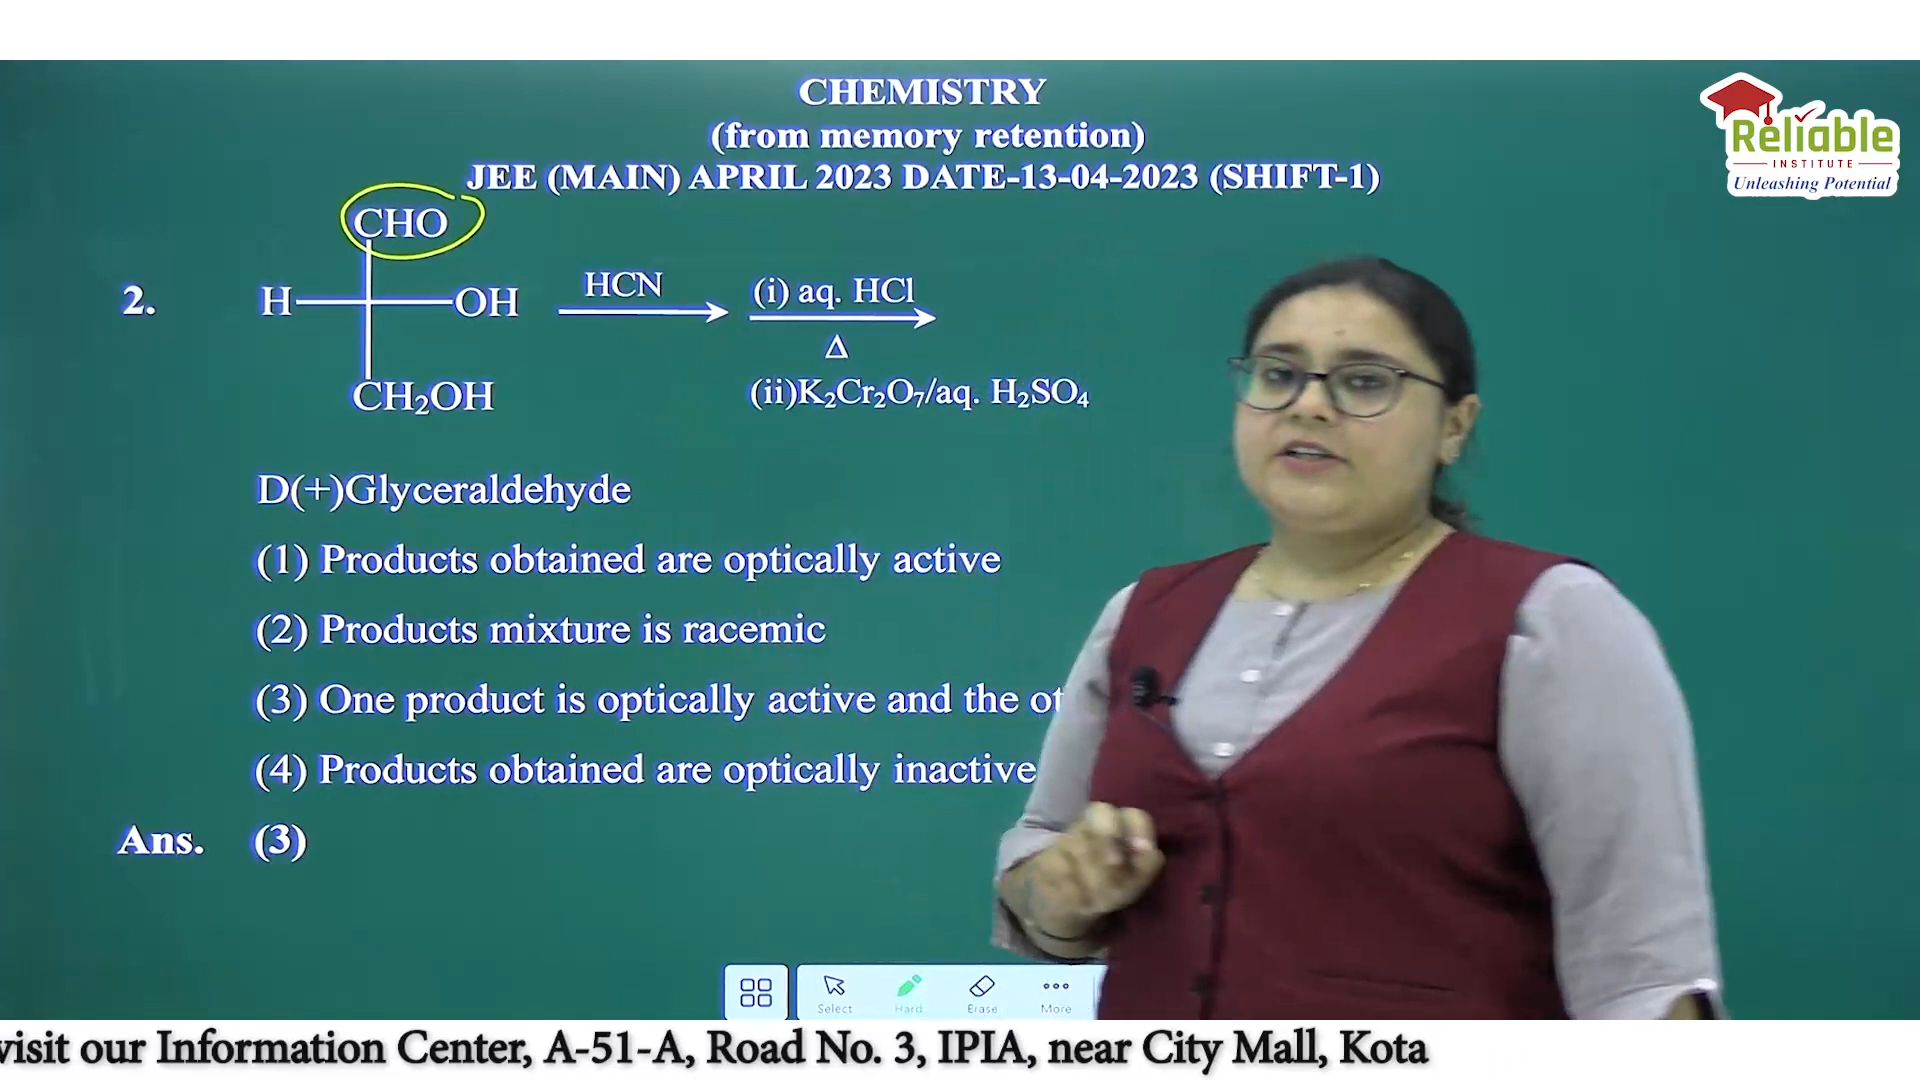 CHEMISTRY
(from memory retention)
JEE (MAIN) APRIL 2023 DATE-13-04-2023 (SHIFT-1)
Reliable
INSTITUTE
Unleashing Potential
CHO
2.
H
OH
HCN
(i) aq. HCl
Δ
(ii)K₂Cr₂O₇/aq. H₂SO₄
CH₂OH
D(+)Glyceraldehyde
(1) Products obtained are optically active
(2) Products mixture is racemic
(3) One product is optically active and the
(4) Products obtained are optically inactive
Ans. (3)
Select
Hard
Erase
More
visit our Information Center, A-51-A, Road No. 3, IPIA, near City Mall, Kota